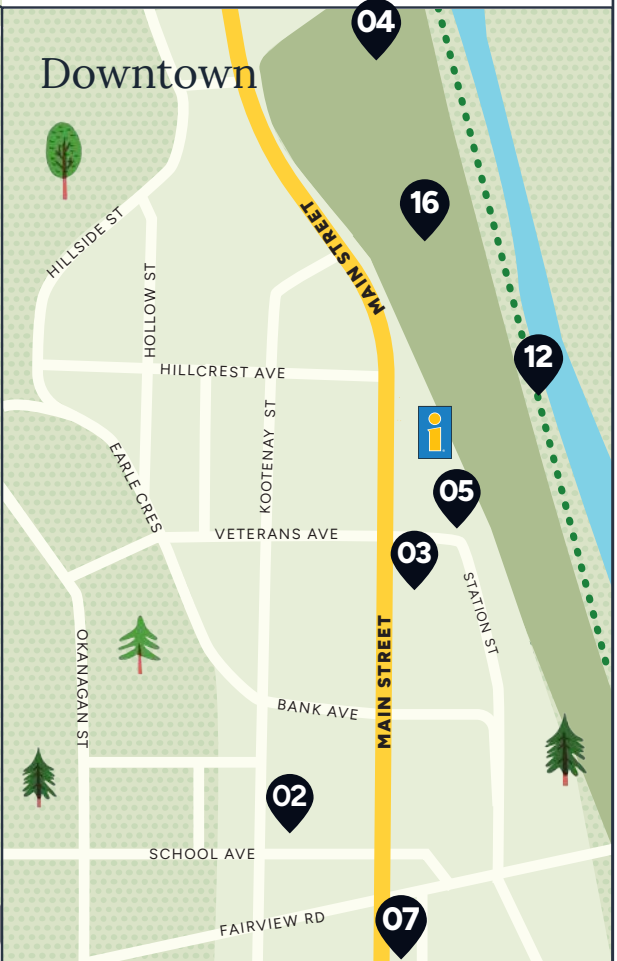 04
Downtown
16
HILLSIDE ST
MAIN STREET
HOLLOW ST
12
HILLCREST AVE
i
KOOTENAY ST
EARLE CRES
05
VETERANS AVE
03
STATION ST
OKANAGAN ST
MAIN STREET
BANK AVE
02
SCHOOL AVE
FAIRVIEW RD
07